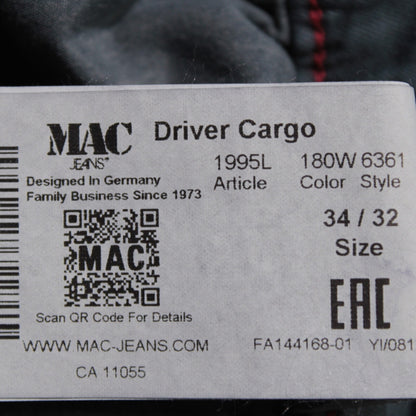 MAC Driver Cargo
JEANS
1995L 180W 6361
Article Color Style
Designed In Germany
Family Business Since 1973
34 / 32
Size
MAC
EAC
Scan QR Code For Details
WWW.MAC-JEANS.COM
FA144168-01 YI/081
CA 11055